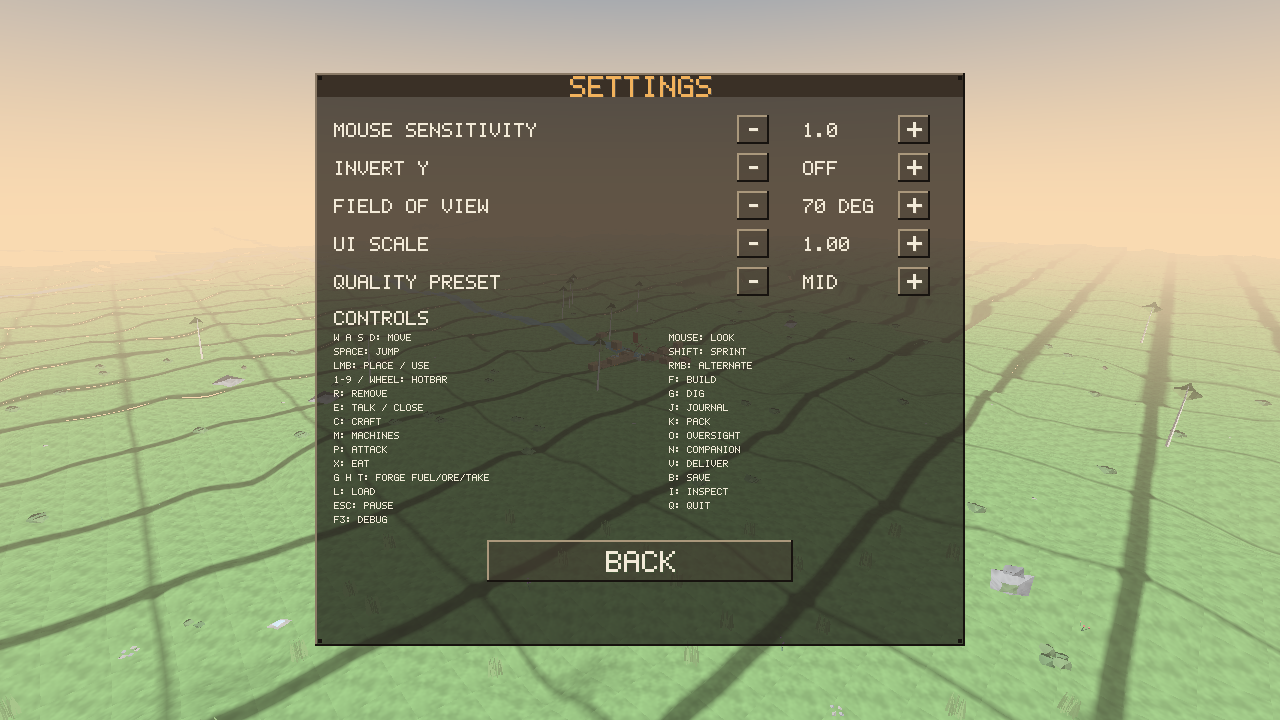 SETTINGS
MOUSE SENSITIVITY - 1.0 +
INVERT Y - OFF +
FIELD OF VIEW - 70 DEG +
UI SCALE - 1.00 +
QUALITY PRESET - MID +
CONTROLS
W A S D: MOVE MOUSE: LOOK
SPACE: JUMP SHIFT: SPRINT
LMB: PLACE / USE RMB: ALTERNATE
1-9 / WHEEL: HOTBAR F: BUILD
R: REMOVE G: DIG
E: TALK / CLOSE J: JOURNAL
C: CRAFT K: PACK
M: MACHINES O: OVERSIGHT
P: ATTACK N: COMPANION
X: EAT V: DELIVER
G H T: FORGE FUEL/ORE/TAKE B: SAVE
L: LOAD I: INSPECT
ESC: PAUSE Q: QUIT
F3: DEBUG
BACK